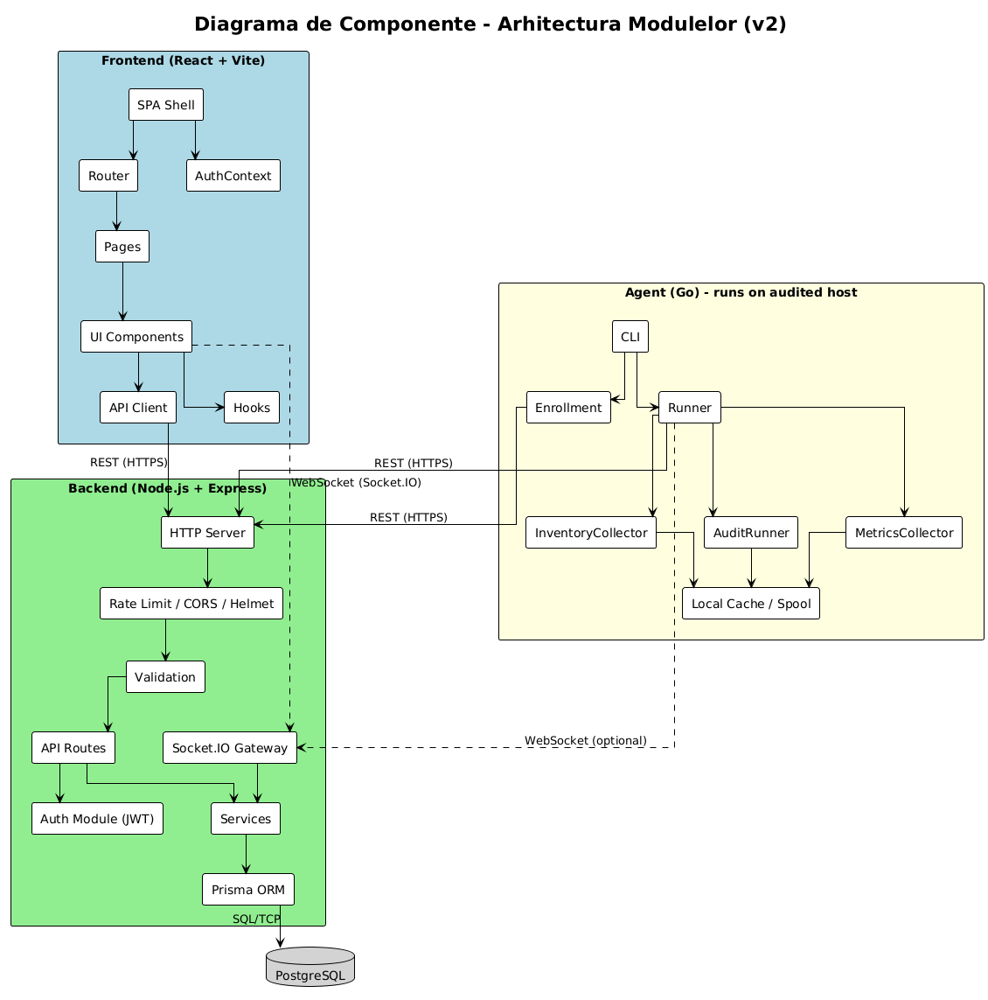 Diagrama de Componente - Arhitectura Modulelor (v2)
Frontend (React + Vite)
SPA Shell
Router
AuthContext
Pages
UI Components
API Client
Hooks
Agent (Go) - runs on audited host
CLI
Enrollment
Runner
REST (HTTPS)
REST (HTTPS)
WebSocket (Socket.IO)
Backend (Node.js + Express)
REST (HTTPS)
HTTP Server
InventoryCollector
AuditRunner
MetricsCollector
Rate Limit / CORS / Helmet
Local Cache / Spool
Validation
API Routes
Socket.IO Gateway
WebSocket (optional)
Auth Module (JWT)
Services
Prisma ORM
SQL/TCP
PostgreSQL